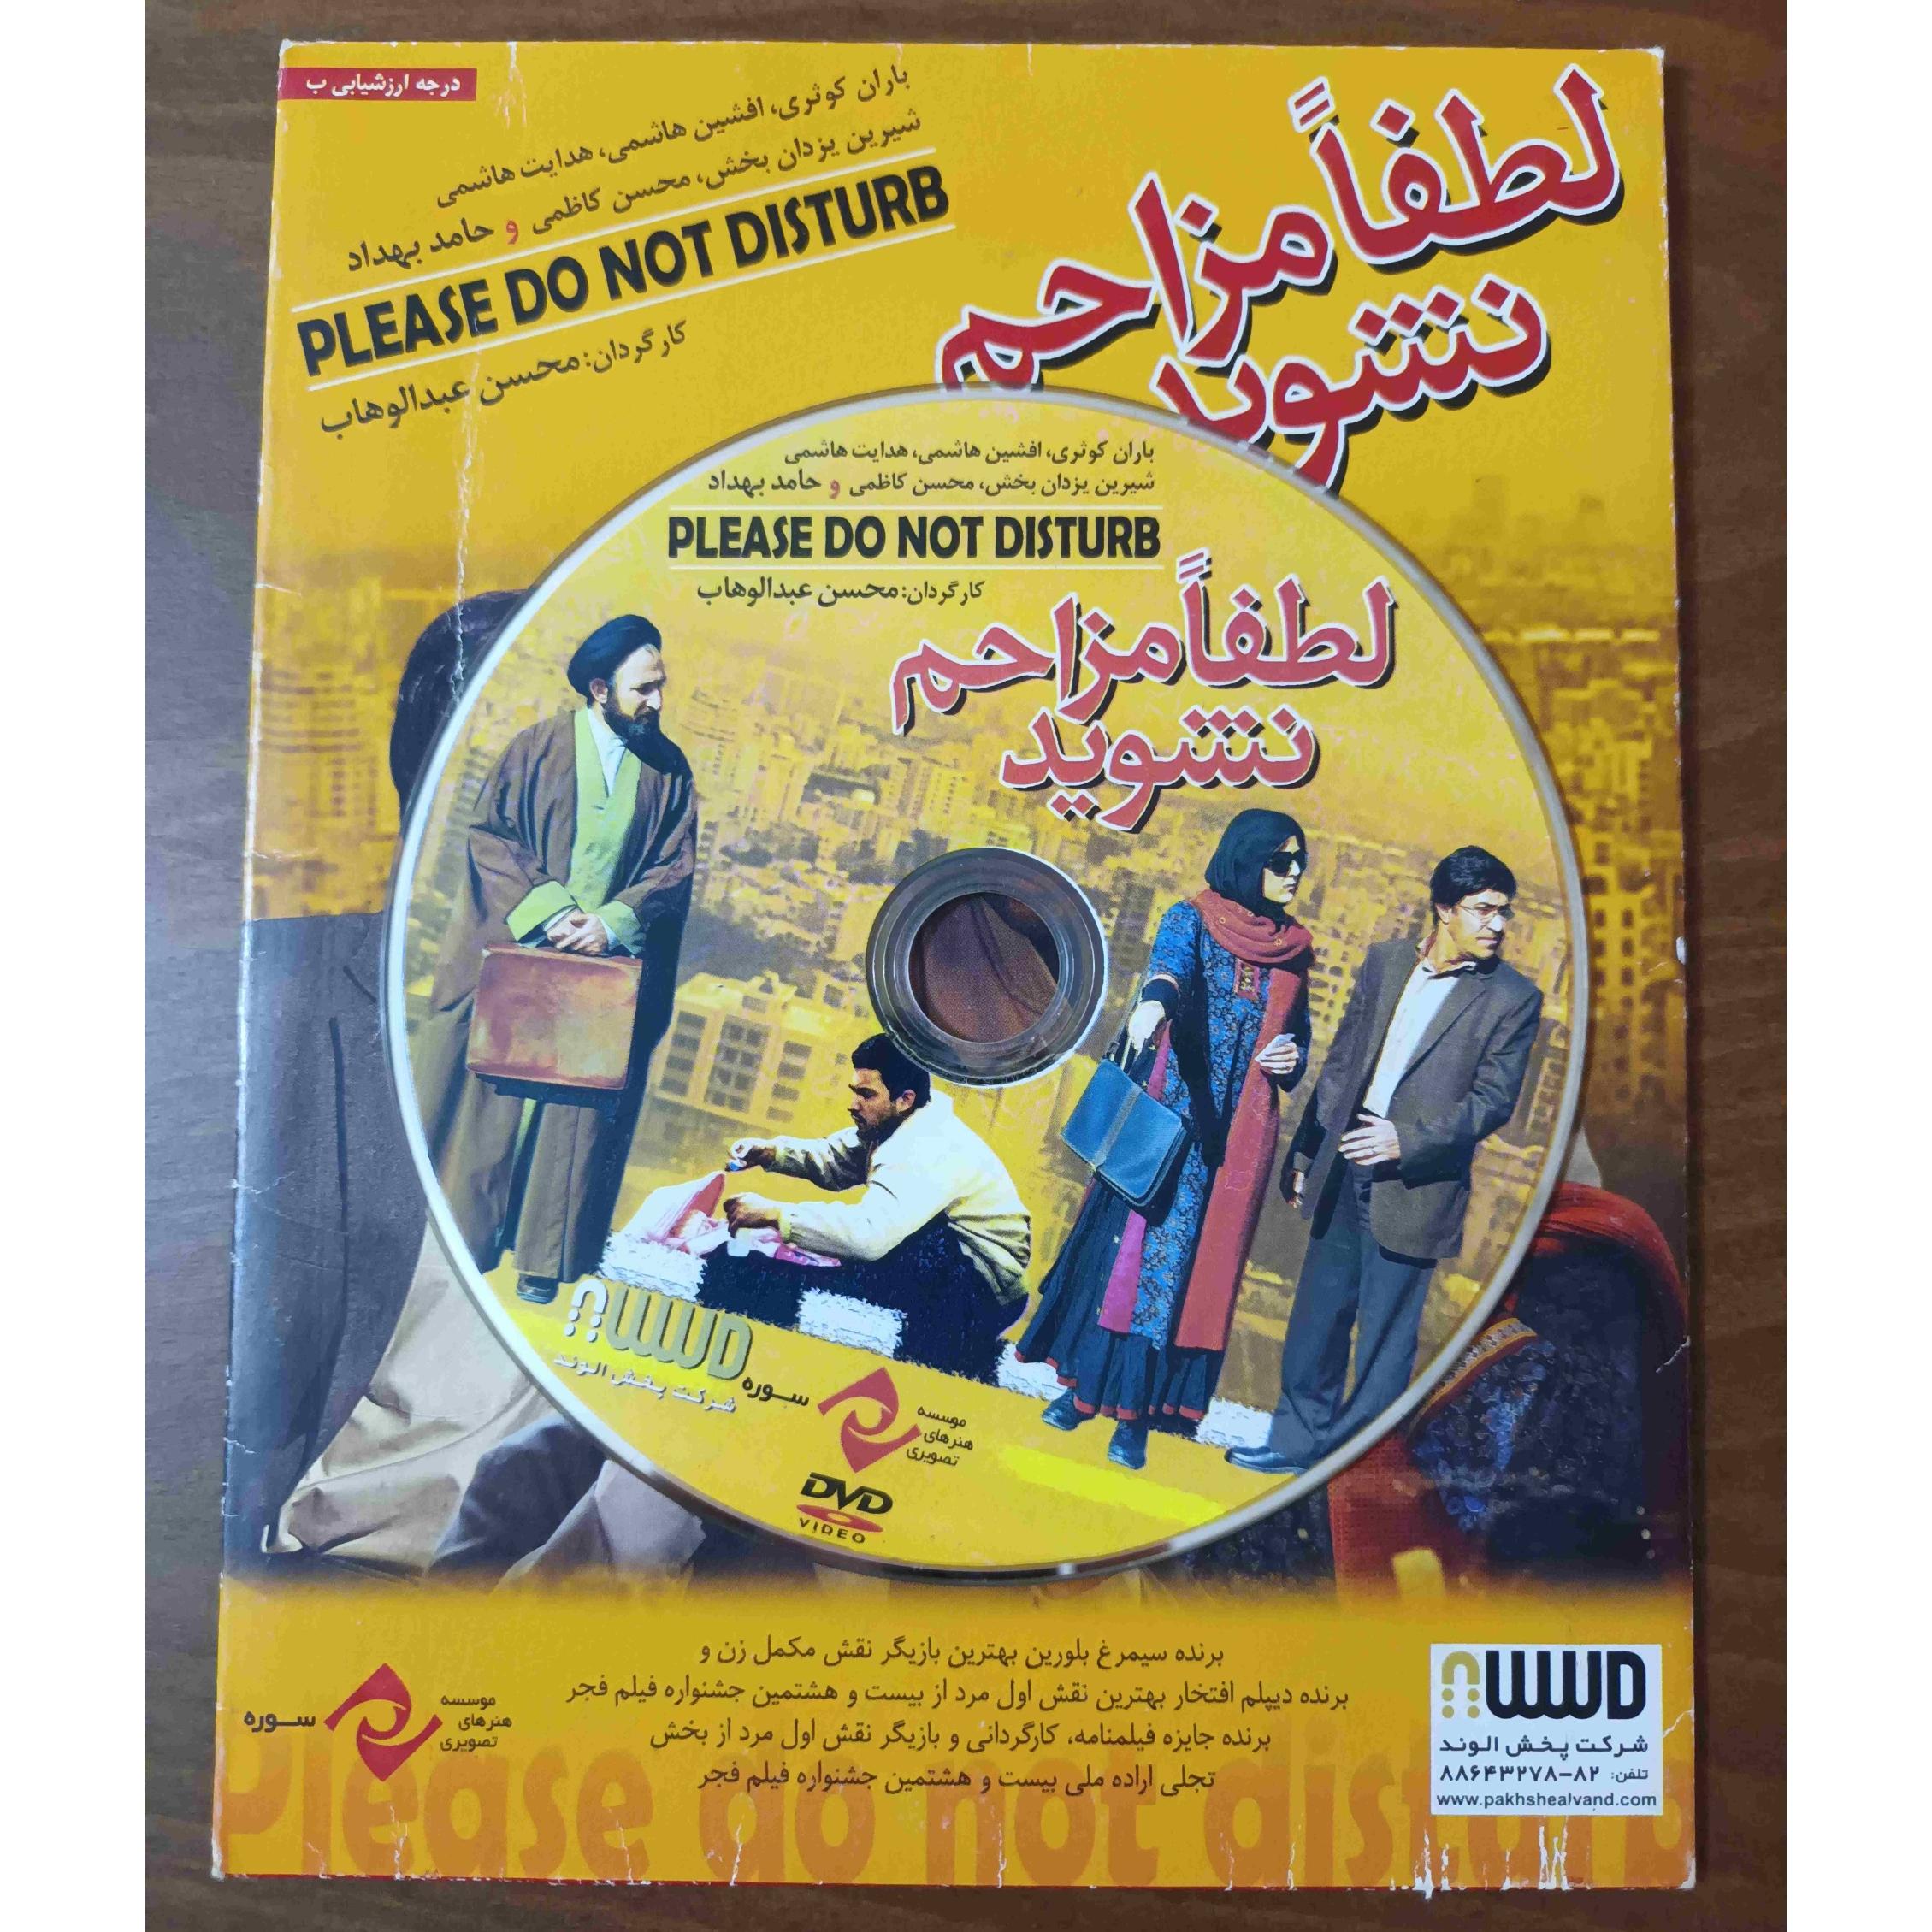 درجه ارزشیابی ب
باران کوثری، افشین هاشمی، هدایت هاشمی
شیرین یزدان بخش، محسن کاظمی و حامد بهداد
PLEASE DO NOT DISTURB
کارگردان: محسن عبدالوهاب
لطفاً مزاحم
نشوید
باران کوثری، افشین هاشمی، هدایت هاشمی
شیرین یزدان بخش، محسن کاظمی و حامد بهداد
PLEASE DO NOT DISTURB
کارگردان: محسن عبدالوهاب
لطفاً مزاحم
نشوید
شرکت پخش الوند
سوره
موسسه
هنرهای
تصویری
DVD
VIDEO
برنده سیمرغ بلورین بهترین بازیگر نقش مکمل زن و
برنده دیپلم افتخار بهترین نقش اول مرد از بیست و هشتمین جشنواره فیلم فجر
برنده جایزه فیلمنامه، کارگردانی و بازیگر نقش اول مرد از بخش
تجلی اراده ملی بیست و هشتمین جشنواره فیلم فجر
سوره
موسسه
هنرهای
تصویری
شرکت پخش الوند
تلفن: ۸۸۶۴۳۲۷۸-۸۲
www.pakhshealvand.com
Please do not disturb